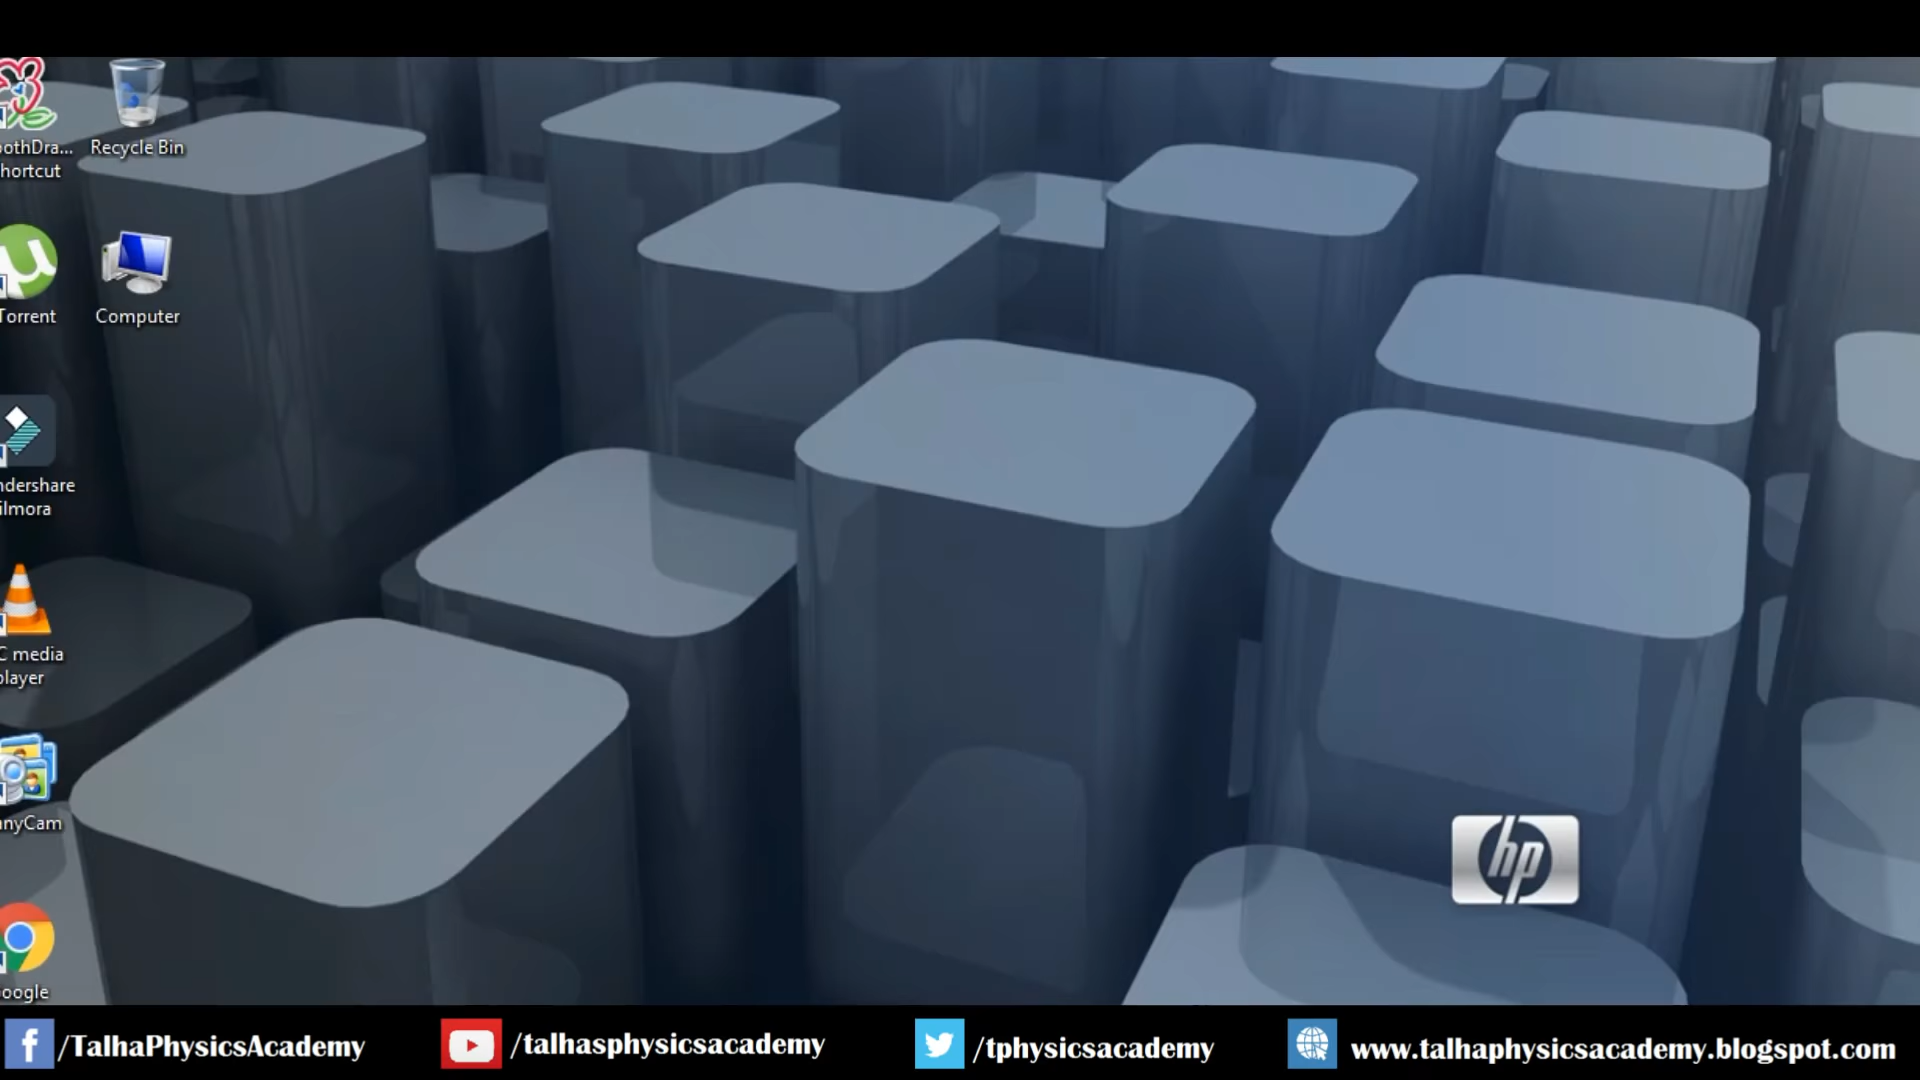 othDra...
hortcut
Recycle Bin
Torrent
Computer
ndershare
ilmora
C media
player
nyCam
oogle
hp
/TalhaPhysicsAcademy
/talhasphysicsacademy
/tphysicsacademy
www.talhaphysicsacademy.blogspot.com